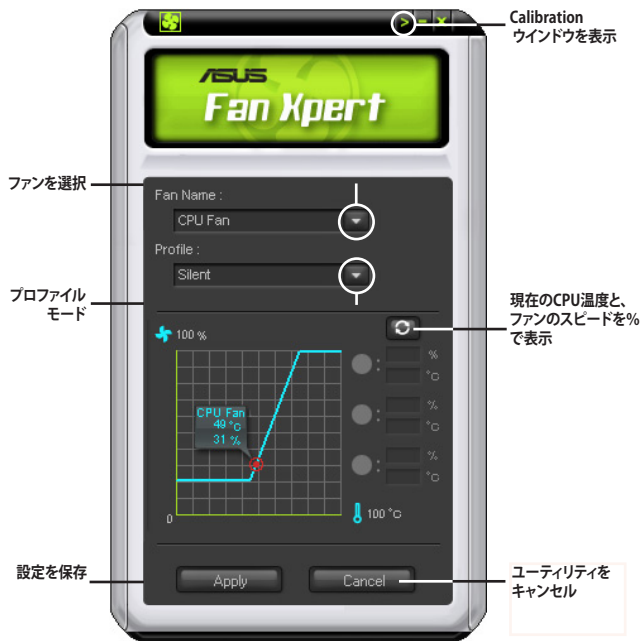 Calibration
ウインドウを表示
ASUS
Fan Xpert
ファンを選択
Fan Name :
CPU Fan
Profile :
Silent
プロファイル
モード
現在のCPU温度と、
ファンのスピードを%
で表示
100 %
: %
°C
CPU Fan
49 °C
31 %
: %
°C
: %
°C
0
100 °C
設定を保存
Apply
Cancel
ユーティリティを
キャンセル